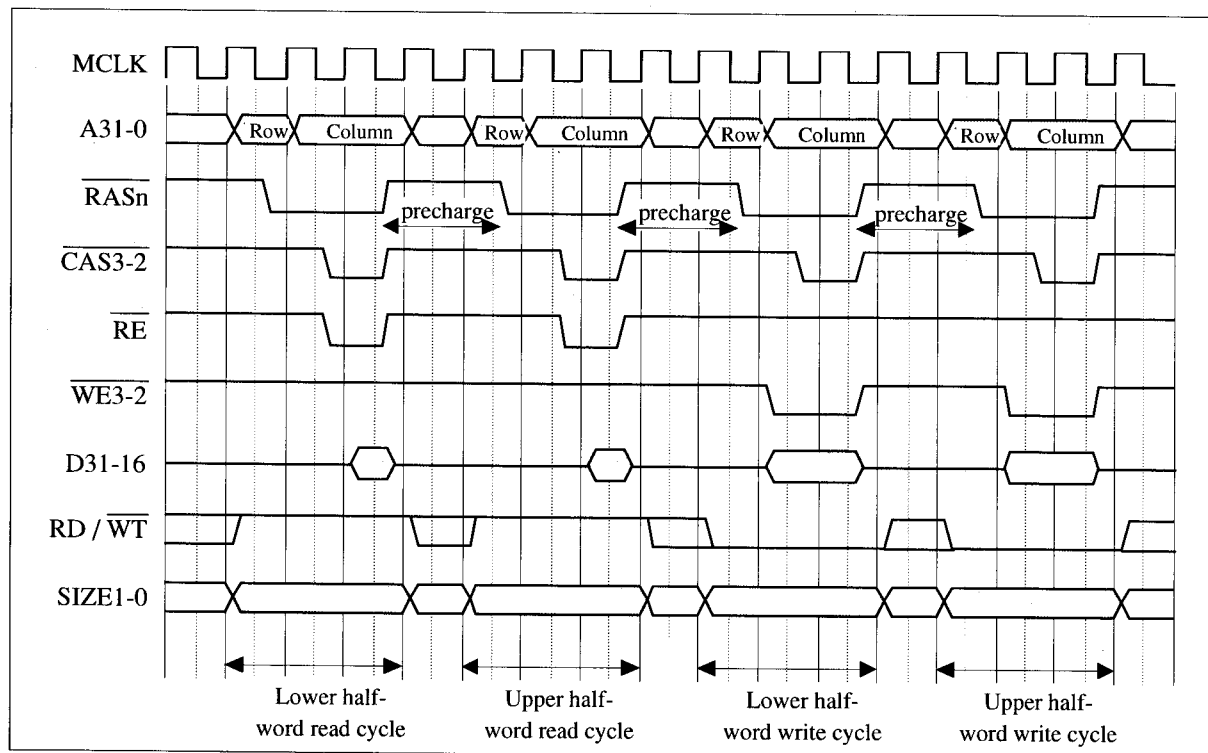 MCLK
A31-0
Row Column Row Column Row Column Row Column
RASn
precharge precharge precharge
CAS3-2
RE
WE3-2
D31-16
RD / WT
SIZE1-0
Lower half-
word read cycle
Upper half-
word read cycle
Lower half-
word write cycle
Upper half-
word write cycle